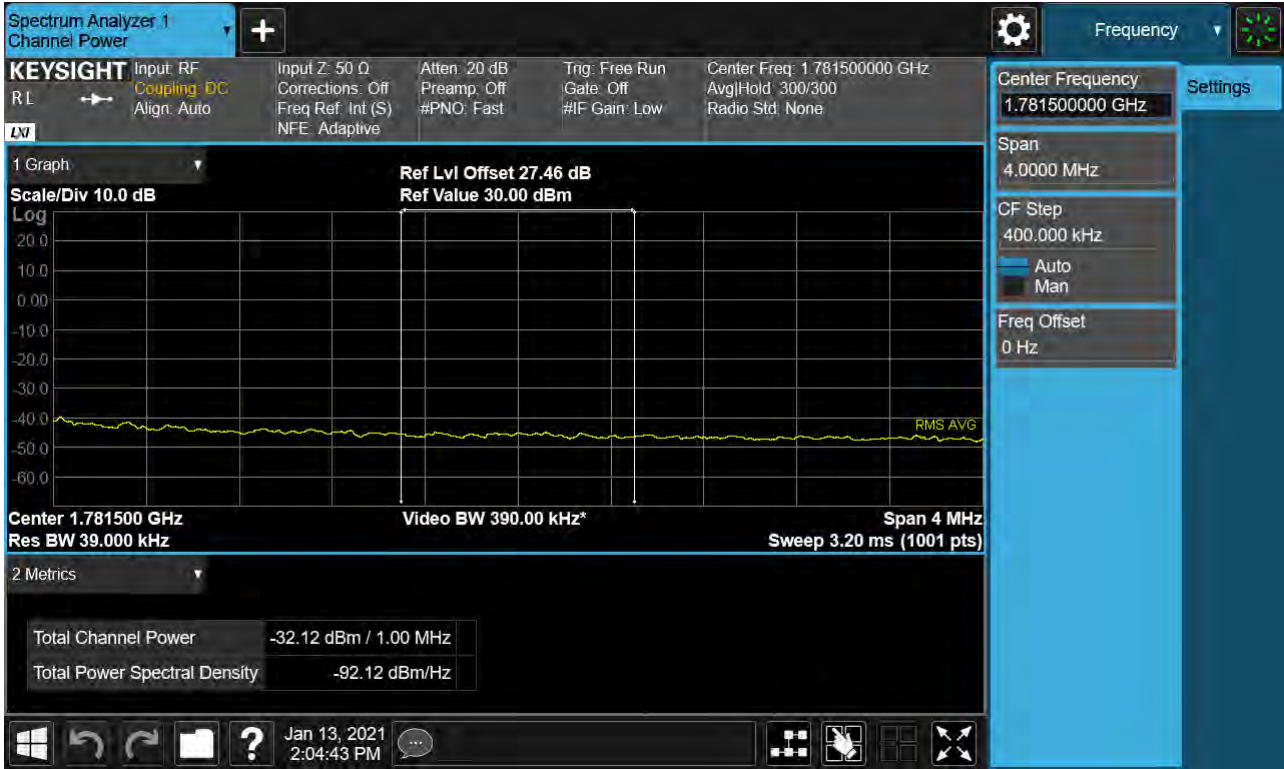 Spectrum Analyzer 1
Channel Power
+
Frequency
KEYSIGHT
R L
LXI
Input: RF
Coupling: DC
Align: Auto
Input Z: 50 Ω
Corrections: Off
Freq Ref: Int (S)
NFE: Adaptive
Atten: 20 dB
Preamp: Off
#PNO: Fast
Trig: Free Run
Gate: Off
#IF Gain: Low
Center Freq: 1.781500000 GHz
Avg|Hold: 300/300
Radio Std: None
Center Frequency
1.781500000 GHz
Settings
Span
4.0000 MHz
CF Step
400.000 kHz
Auto
Man
Freq Offset
0 Hz
1 Graph
Scale/Div 10.0 dB
Ref Lvl Offset 27.46 dB
Ref Value 30.00 dBm
Log
20.0
10.0
0.00
-10.0
-20.0
-30.0
-40.0
-50.0
-60.0
RMS AVG
Center 1.781500 GHz
Res BW 39.000 kHz
Video BW 390.00 kHz*
Span 4 MHz
Sweep 3.20 ms (1001 pts)
2 Metrics
Total Channel Power -32.12 dBm / 1.00 MHz
Total Power Spectral Density -92.12 dBm/Hz
?
Jan 13, 2021
2:04:43 PM